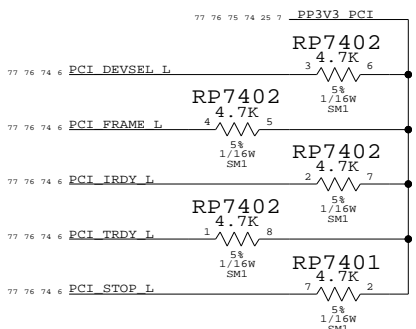 77 76 75 74 25 7 PP3V3_PCI
RP7402
4.7K
77 76 74 6 PCI_DEVSEL_L 3 6
5%
1/16W
SM1
RP7402
4.7K
77 76 74 6 PCI_FRAME_L 4 5
5%
1/16W
SM1
RP7402
4.7K
77 76 74 6 PCI_IRDY_L 2 7
5%
1/16W
SM1
RP7402
4.7K
77 76 74 6 PCI_TRDY_L 1 8
5%
1/16W
SM1
RP7401
4.7K
77 76 74 6 PCI_STOP_L 7 2
5%
1/16W
SM1